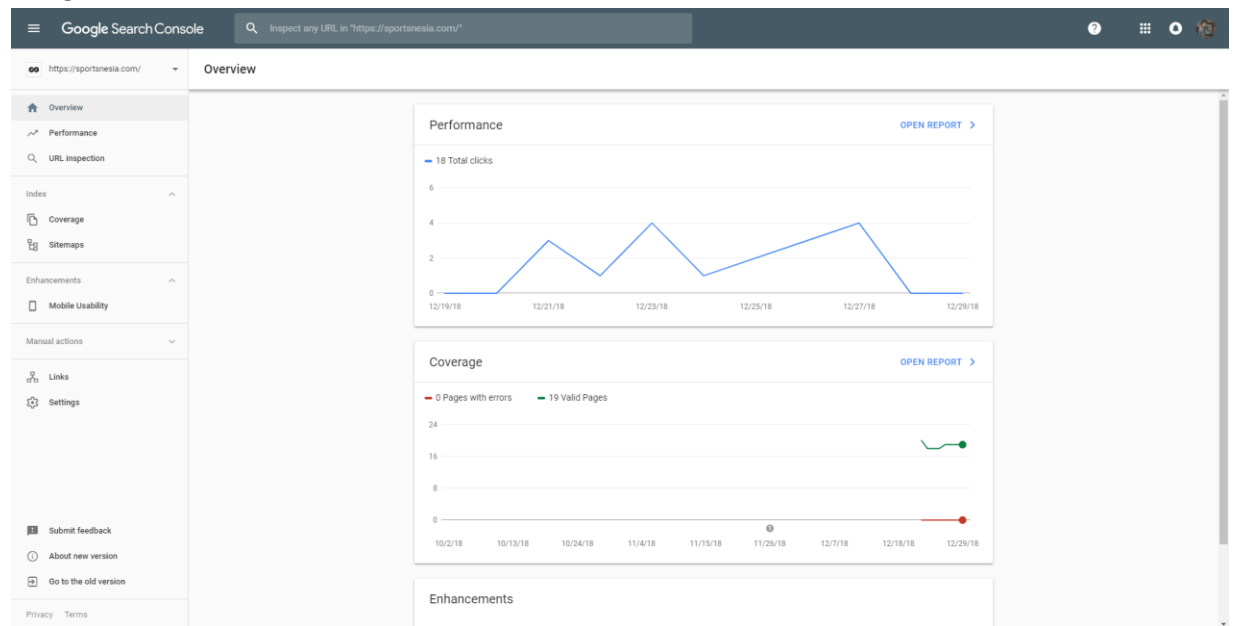 Google Search Console
Inspect any URL in "https://sportsnesia.com/"
https://sportsnesia.com/
Overview
Overview
Performance
URL inspection
Index
Coverage
Sitemaps
Enhancements
Mobile Usability
Manual actions
Links
Settings
Submit feedback
About new version
Go to the old version
Privacy Terms
Performance
OPEN REPORT
18 Total clicks
6
4
2
0
12/19/18 12/21/18 12/23/18 12/25/18 12/27/18 12/29/18
Coverage
OPEN REPORT
0 Pages with errors 19 Valid Pages
24
16
8
0
10/2/18 10/13/18 10/24/18 11/4/18 11/15/18 11/26/18 12/7/18 12/18/18 12/29/18
Enhancements